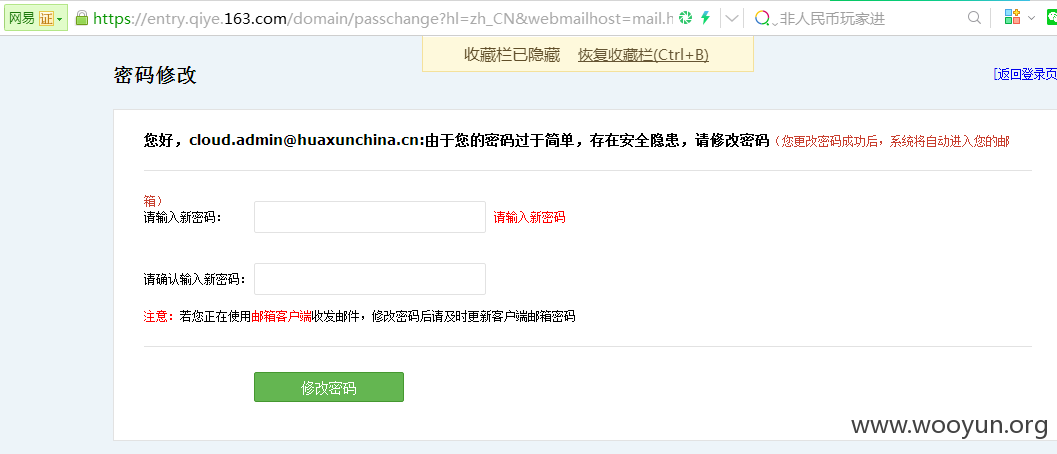 网易 证 https://entry.qiye.163.com/domain/passchange?hl=zh_CN&webmailhost=mail.h 非人民币玩家进
收藏栏已隐藏 恢复收藏栏(Ctrl+B)
密码修改
[返回登录页
您好，cloud.admin@huaxunchina.cn:由于您的密码过于简单，存在安全隐患，请修改密码（您更改密码成功后，系统将自动进入您的邮
箱）
请输入新密码： 请输入新密码
请确认输入新密码：
注意：若您正在使用邮箱客户端收发邮件，修改密码后请及时更新客户端邮箱密码
修改密码
www.wooyun.org